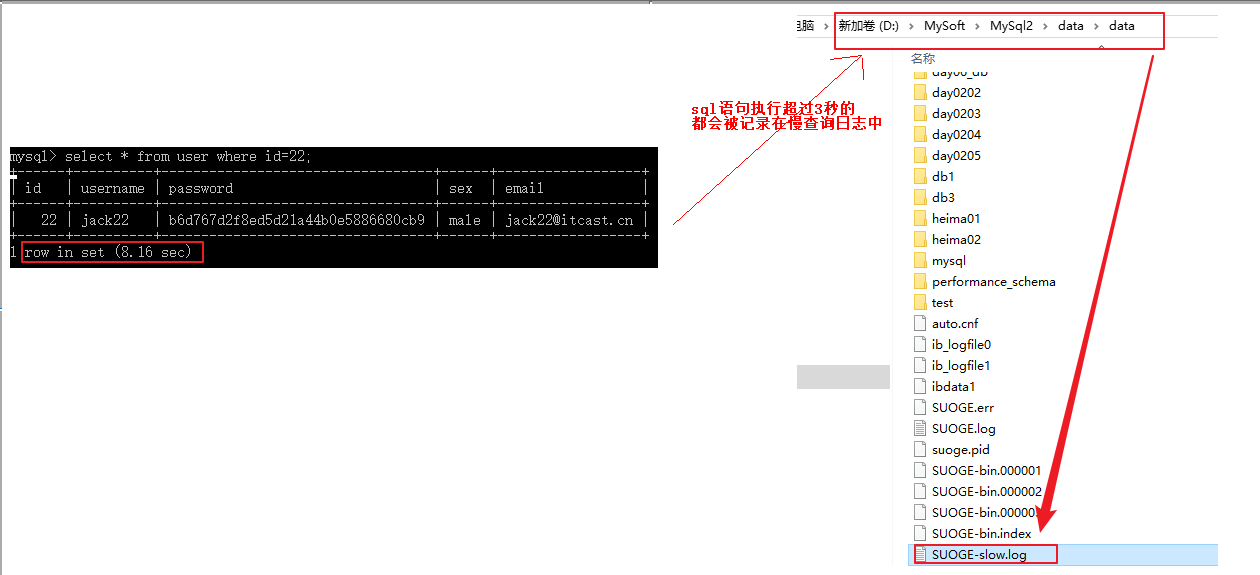 mysql> select * from user where id=22;
| id | username | password | sex | email |
| 22 | jack22 | b6d767d2f8ed5d21a44b0e5886680cb9 | male | jack22@itcast.cn |
1 row in set (8.16 sec)
sql语句执行超过3秒的
都会被记录在慢查询日志中
电脑 > 新加卷 (D:) > MySoft > MySql2 > data > data
名称
day06_db
day0202
day0203
day0204
day0205
db1
db3
heima01
heima02
mysql
performance_schema
test
auto.cnf
ib_logfile0
ib_logfile1
ibdata1
SUOGE.err
SUOGE.log
suoge.pid
SUOGE-bin.000001
SUOGE-bin.000002
SUOGE-bin.00000
SUOGE-bin.index
SUOGE-slow.log